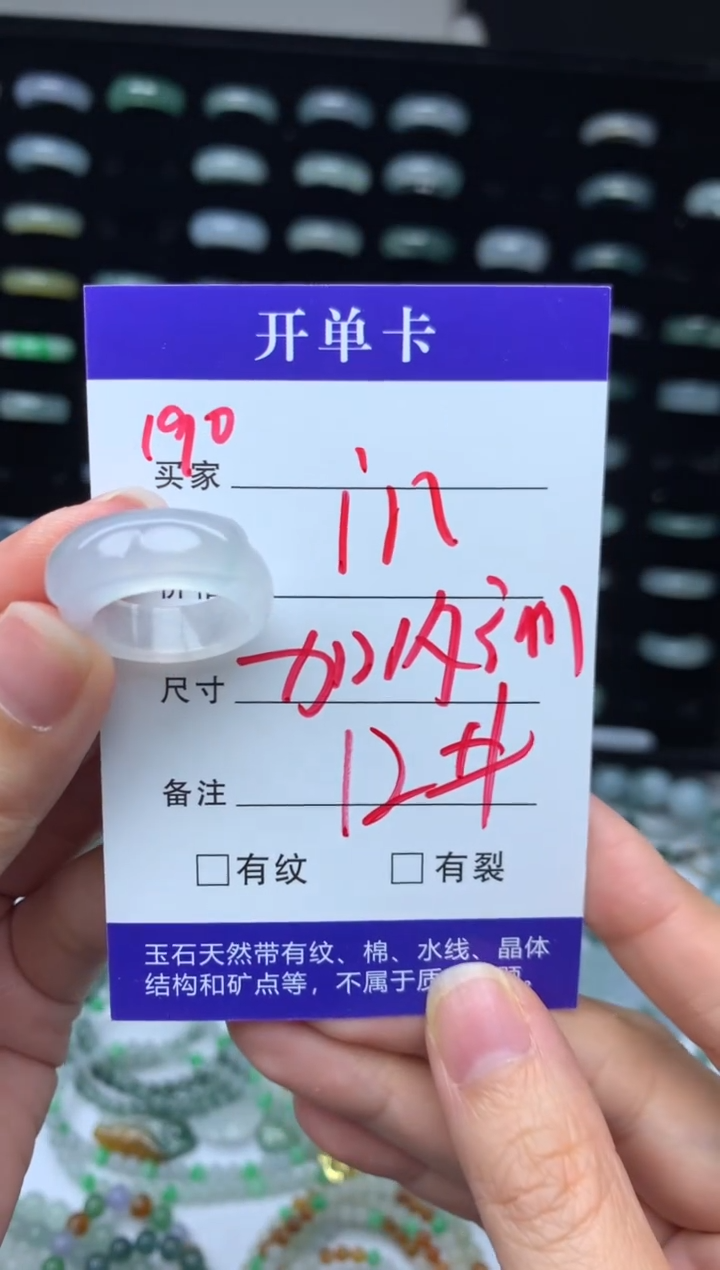 开单卡
190
买家
in
尺寸
12#
备注
有纹 有裂
玉石天然带有纹、棉、水线、晶体
结构和矿点等，不属于质